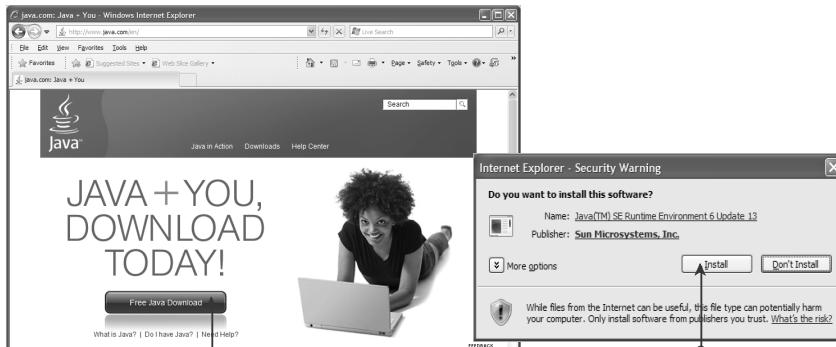 java.com: Java + You - Windows Internet Explorer
http://www.java.com/en/
Live Search
File Edit View Favorites Tools Help
Favorites
Suggested Sites
Web Slice Gallery
Page
Safety
Tools
java.com: Java + You
Search
Java™
Java in Action Downloads Help Center
JAVA + YOU,
DOWNLOAD
TODAY!
Free Java Download
What is Java? | Do I have Java? | Need Help?
FEEDBACK
Internet Explorer - Security Warning
Do you want to install this software?
Name: Java(TM) SE Runtime Environment 6 Update 13
Publisher: Sun Microsystems, Inc.
More options
Install
Don't Install
While files from the Internet can be useful, this file type can potentially harm
your computer. Only install software from publishers you trust. What's the risk?